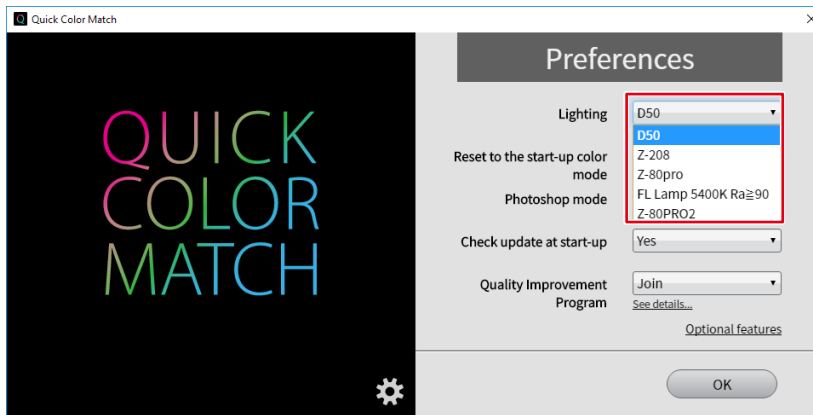 Quick Color Match
QUICK
COLOR
MATCH
Preferences
Lighting
D50
D50
Z-208
Z-80pro
FL Lamp 5400K Ra≧90
Z-80PRO2
Reset to the start-up color
mode
Photoshop mode
Check update at start-up
Yes
Quality Improvement
Program
Join
See details...
Optional features
OK